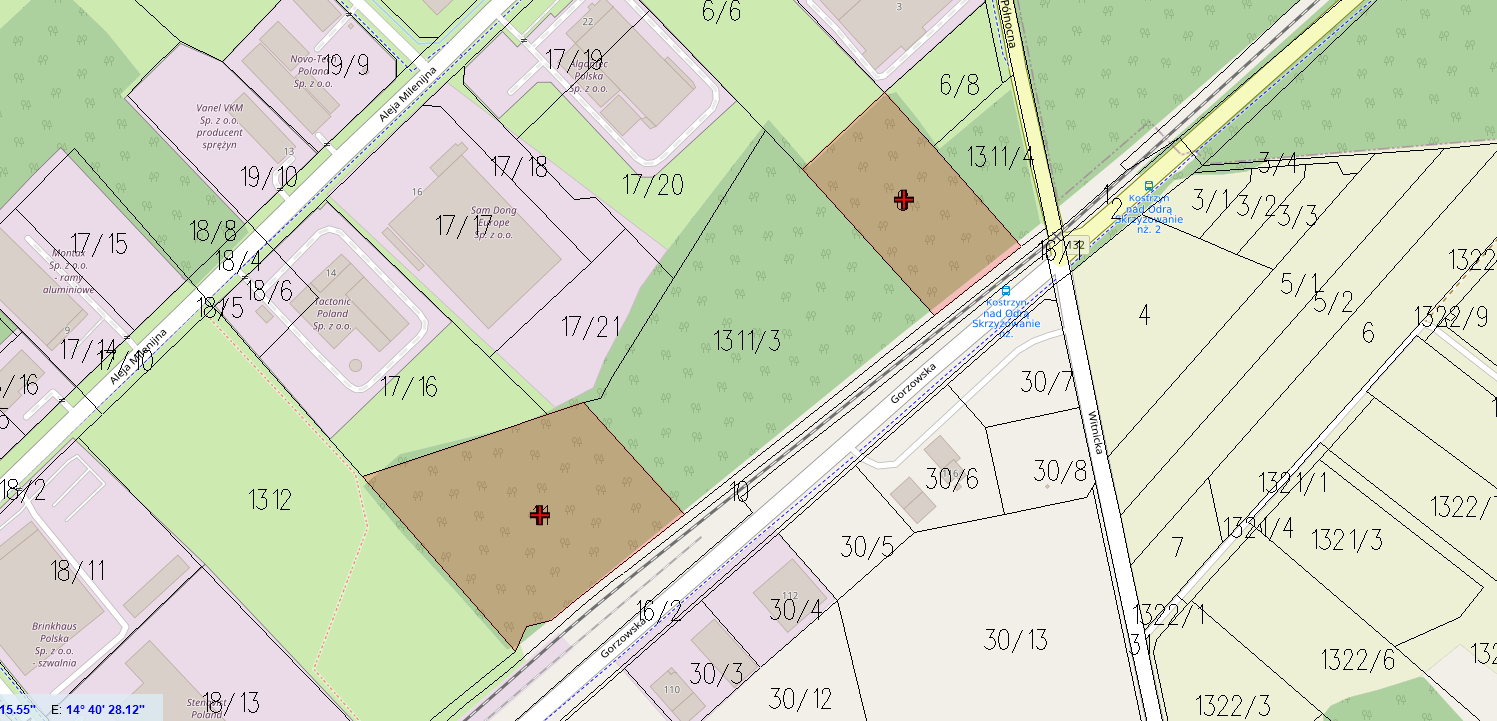 6/6
3
Północna
22
17/19
Algontec
Polska
Sp. z o.o.
Novo-Tech
Poland
Sp. z o.o.
19/9
Aleja Milenijna
6/8
Vanel VKM
Sp. z o.o.
producent
sprężyn
13
19/10
16
17/18
17/20
1311/4
3/4
1
2
Kostrzyn
nad Odrą
Skrzyżowanie
nż. 2
3/1
3/2
3/3
Sam Dong
Europe
Sp. z o.o.
17/17
18/8
17/15
18/4
Montax
Sp. z o.o.
- ramy
aluminiowe
132
16/1
1322
14
18/6
18/5
Tactonic
Poland
Sp. z o.o.
5/1
5/2
Kostrzyn
nad Odrą
Skrzyżowanie
nż.
4
6
1322/9
9
17/21
1311/3
17/14
17/10
Aleja Milenijna
/16
17/16
Gorzowska
30/7
Witnicka
5
30/6
30/8
1321/1
18/2
1312
10
1322/
1321/4
1321/3
30/5
7
18/11
112
30/4
16/2
Gorzowska
1322/1
31
30/13
Brinkhaus
Polska
Sp. z o.o.
- szwalnia
30/3
110
1322/6
132
30/12
18/13
1322/3
15.55" E: 14° 40' 28.12"
Poland